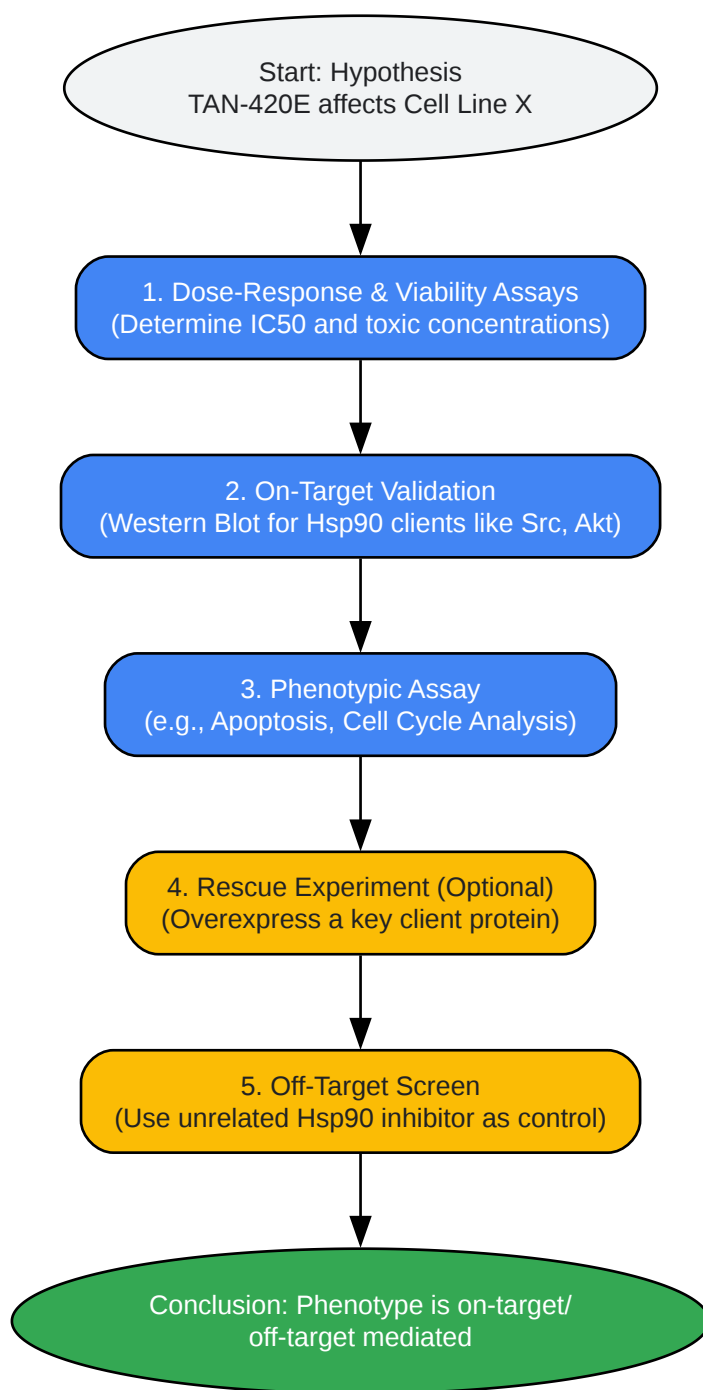 Start: Hypothesis
TAN-420E affects Cell Line X
1. Dose-Response & Viability Assays
(Determine IC50 and toxic concentrations)
2. On-Target Validation
(Western Blot for Hsp90 clients like Src, Akt)
3. Phenotypic Assay
(e.g., Apoptosis, Cell Cycle Analysis)
4. Rescue Experiment (Optional)
(Overexpress a key client protein)
5. Off-Target Screen
(Use unrelated Hsp90 inhibitor as control)
Conclusion: Phenotype is on-target/
off-target mediated